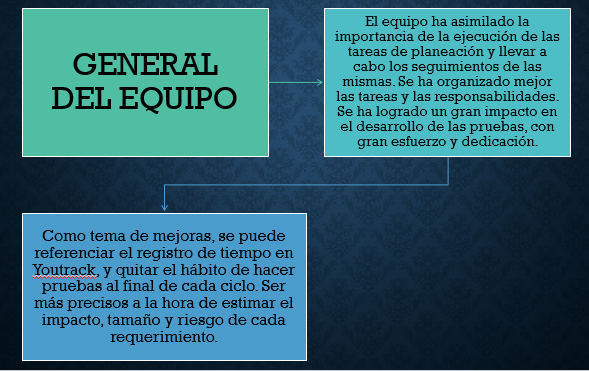 GENERAL
DEL EQUIPO
El equipo ha asimilado la
importancia de la ejecución de las
tareas de planeación y llevar a
cabo los seguimientos de las
mismas. Se ha organizado mejor
las tareas y las responsabilidades.
Se ha logrado un gran impacto en
el desarrollo de las pruebas, con
gran esfuerzo y dedicación.
Como tema de mejoras, se puede
referenciar el registro de tiempo en
Youtrack, y quitar el hábito de hacer
pruebas al final de cada ciclo. Ser
más precisos a la hora de estimar el
impacto, tamaño y riesgo de cada
requerimiento.